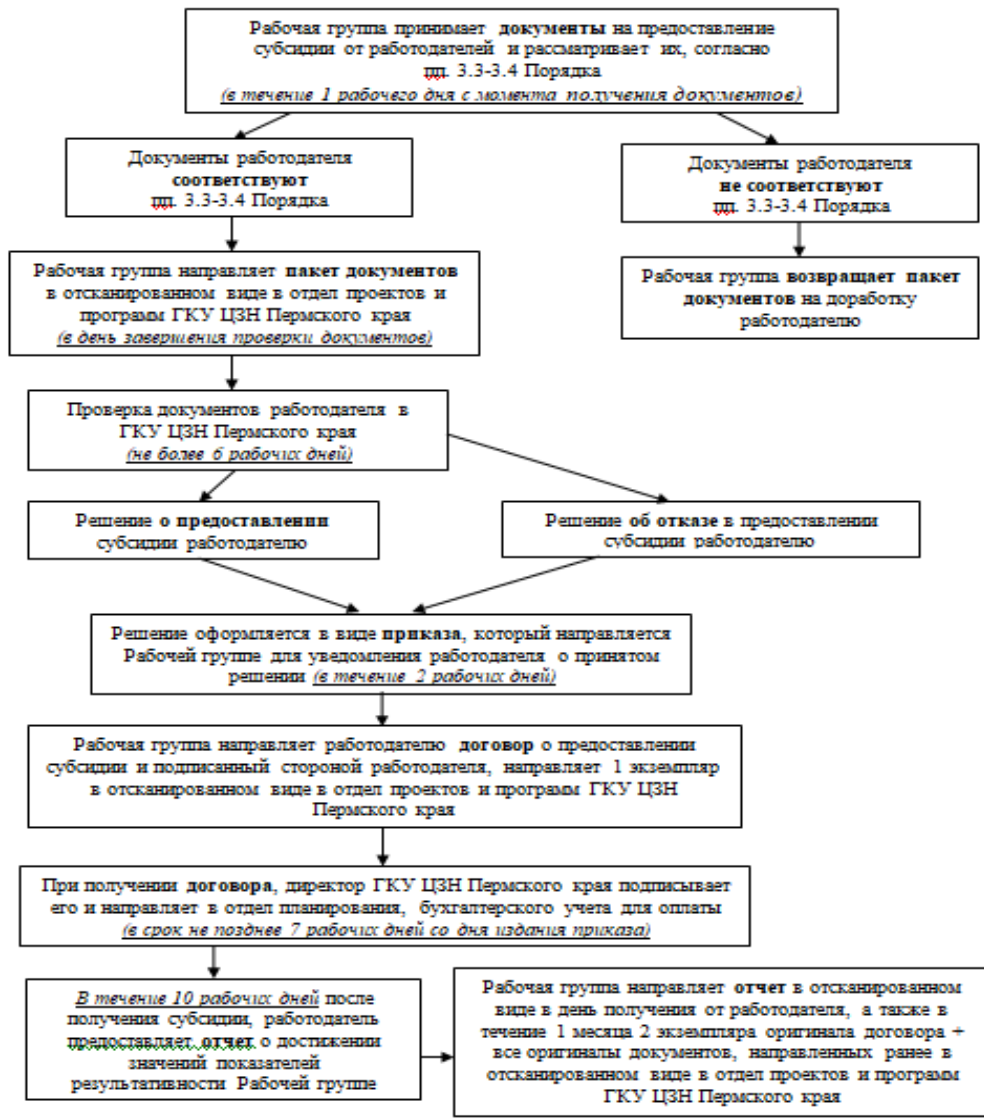 Рабочая группа принимает документы на предоставление
субсидии от работодателей и рассматривает их, согласно
пп. 3.3-3.4 Порядка
(в течение 1 рабочего дня с момента получения документов)
Документы работодателя
соответствуют
пп. 3.3-3.4 Порядка
Документы работодателя
не соответствуют
пп. 3.3-3.4 Порядка
Рабочая группа направляет пакет документов
в отсканированном виде в отдел проектов и
программ ГКУ ЦЗН Пермского края
(в день завершения проверки документов)
Рабочая группа возвращает пакет
документов на доработку
работодателю
Проверка документов работодателя в
ГКУ ЦЗН Пермского края
(не более 6 рабочих дней)
Решение о предоставлении
субсидии работодателю
Решение об отказе в предоставлении
субсидии работодателю
Решение оформляется в виде приказа, который направляется
Рабочей группе для уведомления работодателя о принятом
решении (в течение 2 рабочих дней)
Рабочая группа направляет работодателю договор о предоставлении
субсидии и подписанный стороной работодателя, направляет 1 экземпляр
в отсканированном виде в отдел проектов и программ ГКУ ЦЗН
Пермского края
При получении договора, директор ГКУ ЦЗН Пермского края подписывает
его и направляет в отдел планирования, бухгалтерского учета для оплаты
(в срок не позднее 7 рабочих дней со дня издания приказа)
В течение 10 рабочих дней после
получения субсидии, работодатель
предоставляет отчет о достижении
значений показателей
результативности Рабочей группе
Рабочая группа направляет отчет в отсканированном
виде в день получения от работодателя, а также в
течение 1 месяца 2 экземпляра оригинала договора +
все оригиналы документов, направленных ранее в
отсканированном виде в отдел проектов и программ
ГКУ ЦЗН Пермского края